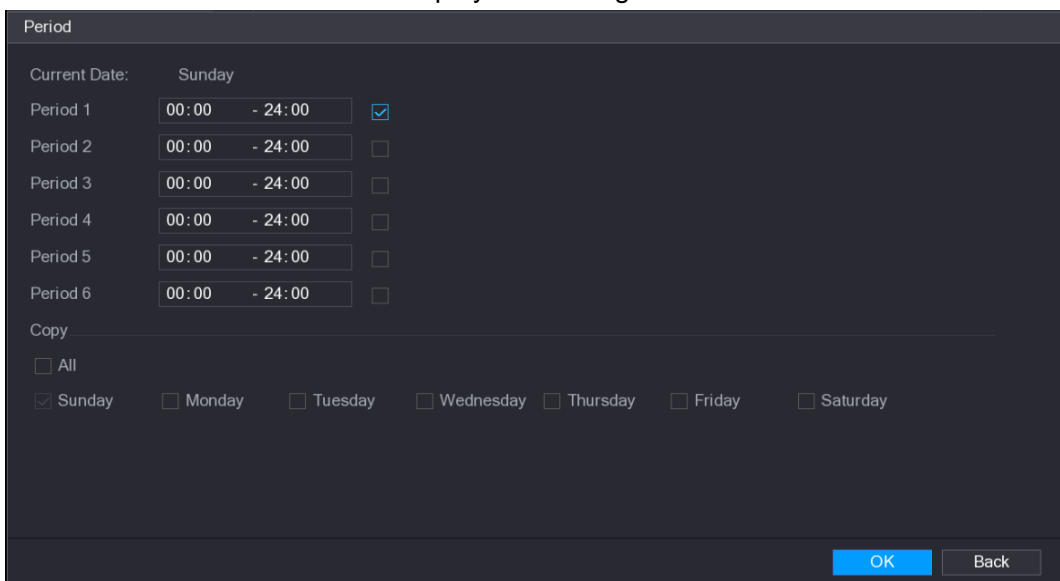 Period
Current Date: Sunday
Period 1 00:00 - 24:00
Period 2 00:00 - 24:00
Period 3 00:00 - 24:00
Period 4 00:00 - 24:00
Period 5 00:00 - 24:00
Period 6 00:00 - 24:00
Copy
All
Sunday Monday Tuesday Wednesday Thursday Friday Saturday
OK Back